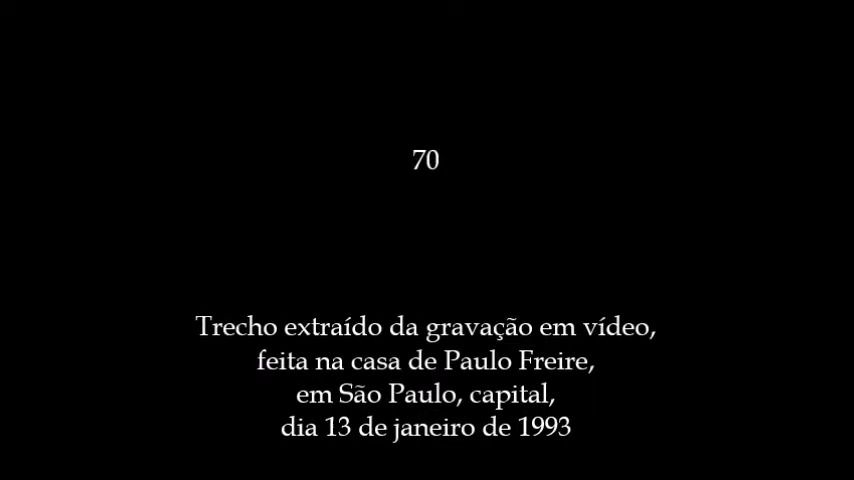 70
Trecho extraído da gravação em vídeo,
feita na casa de Paulo Freire,
em São Paulo, capital,
dia 13 de janeiro de 1993